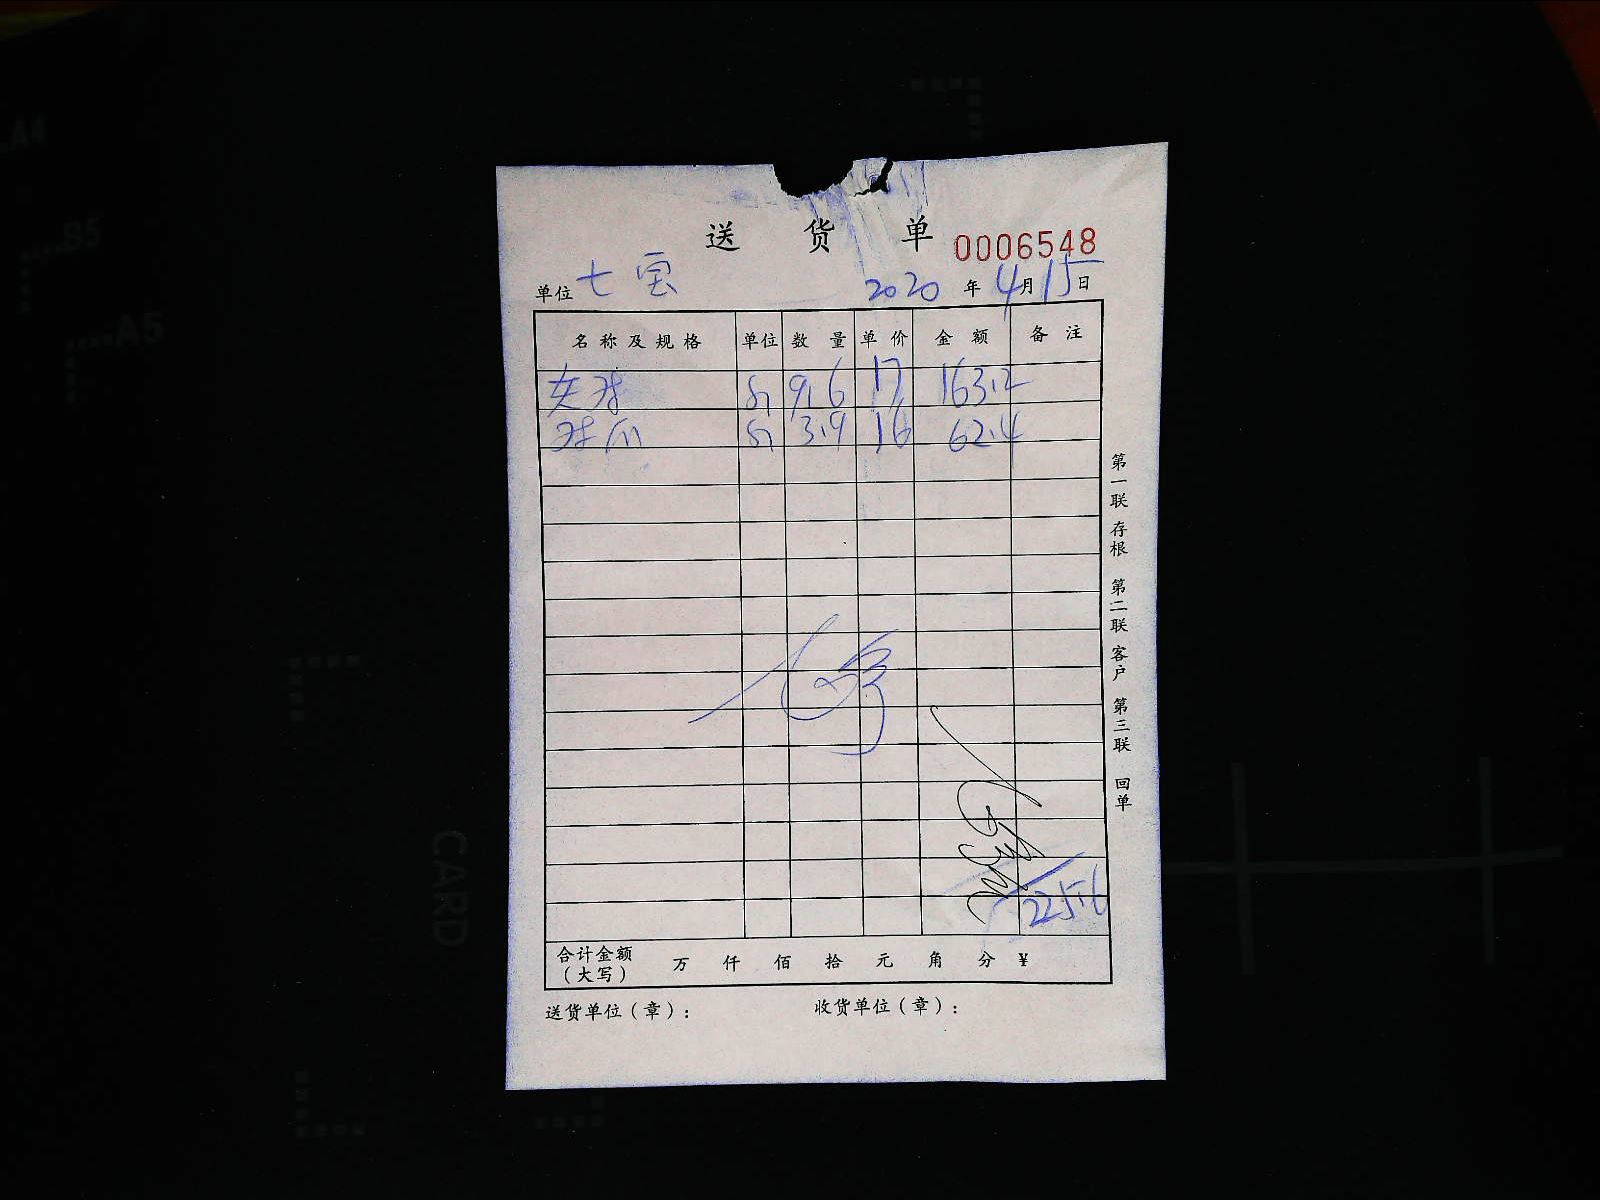 A4
B5
A5
送 货 单 0006548
单位 七宝 2020 年 4 月 15 日
名称及规格 单位 数量 单价 金额 备注
9.6 17 163.2
3.9 16 62.4
225.6
合计金额（大写） 万 仟 佰 拾 元 角 分 ¥
送货单位（章）： 收货单位（章）：
第一联 存根 第二联 客户 第三联 回单
CARD